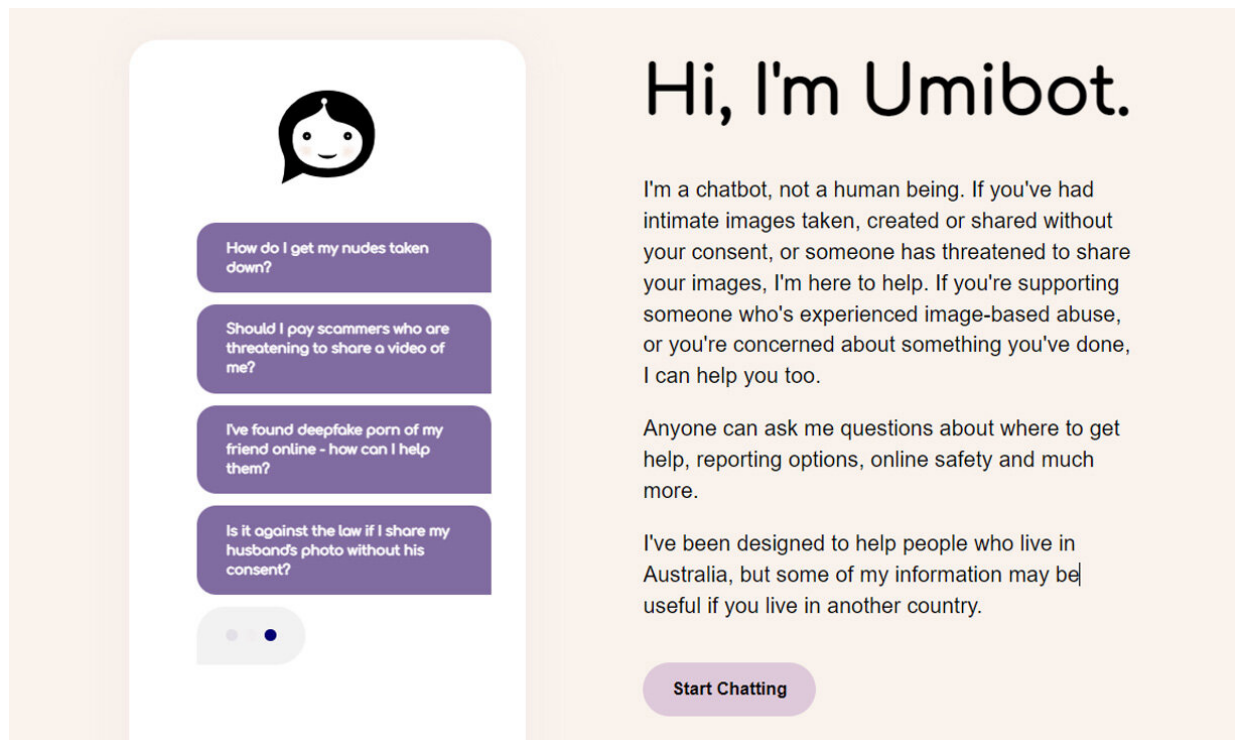 How do I get my nudes taken
down?
Should I pay scammers who are
threatening to share a video of
me?
I've found deepfake porn of my
friend online - how can I help
them?
Is it against the law if I share my
husband's photo without his
consent?
Hi, I'm Umibot.
I'm a chatbot, not a human being. If you've had
intimate images taken, created or shared without
your consent, or someone has threatened to share
your images, I'm here to help. If you're supporting
someone who's experienced image-based abuse,
or you're concerned about something you've done,
I can help you too.
Anyone can ask me questions about where to get
help, reporting options, online safety and much
more.
I've been designed to help people who live in
Australia, but some of my information may be
useful if you live in another country.
Start Chatting